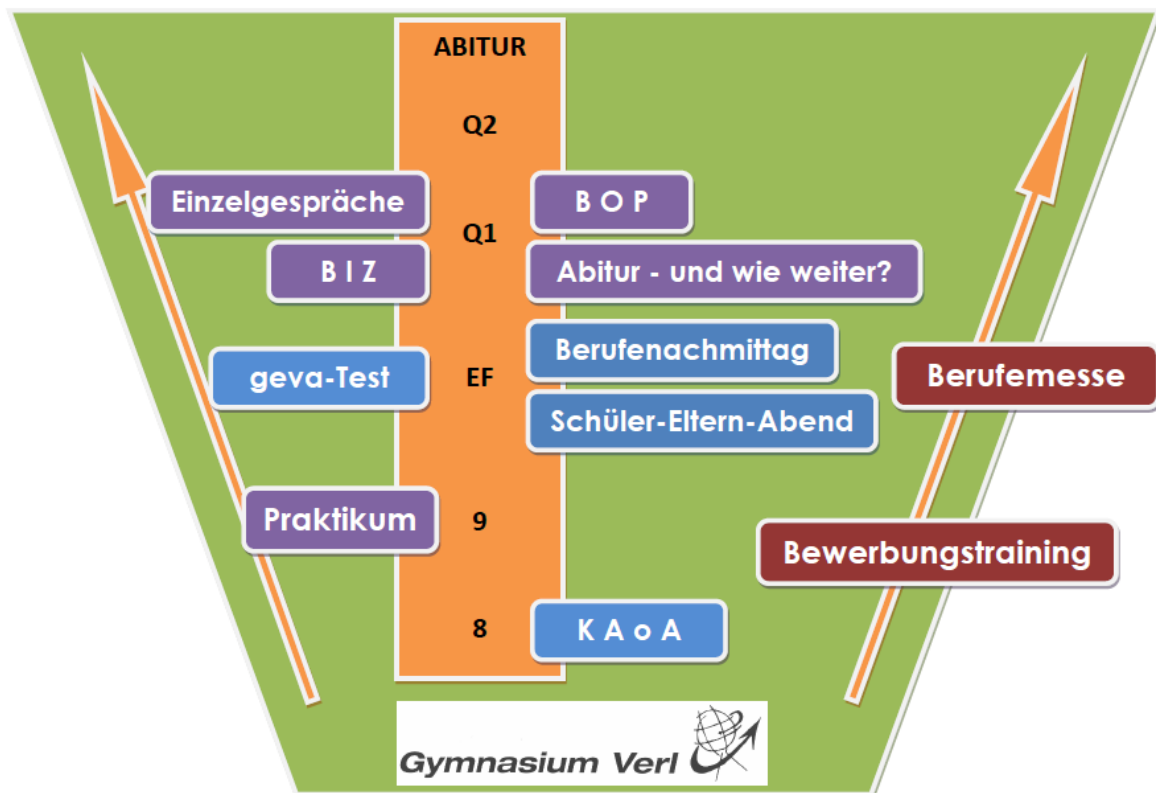 ABITUR
Q2
Einzelgespräche
B O P
Q1
B I Z
Abitur - und wie weiter?
Berufenachmittag
geva-Test
EF
Berufemesse
Schüler-Eltern-Abend
Praktikum
9
Bewerbungstraining
8
K A o A
Gymnasium Verl